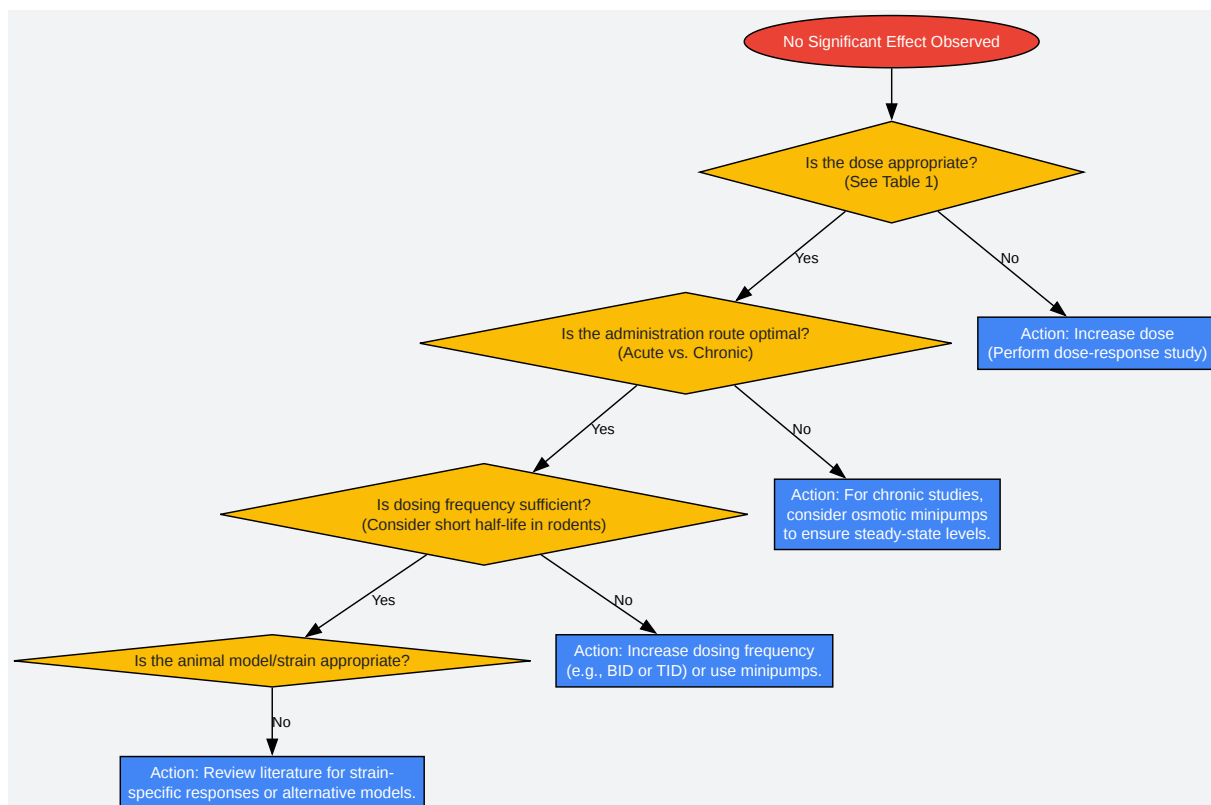 No Significant Effect Observed
Is the dose appropriate?
(See Table 1)
Yes
No
Is the administration route optimal?
(Acute vs. Chronic)
Action: Increase dose
(Perform dose-response study)
Yes
No
Is dosing frequency sufficient?
(Consider short half-life in rodents)
Action: For chronic studies,
consider osmotic minipumps
to ensure steady-state levels.
Yes
No
Is the animal model/strain appropriate?
Action: Increase dosing frequency
(e.g., BID or TID) or use minipumps.
No
Action: Review literature for strain-
specific responses or alternative models.